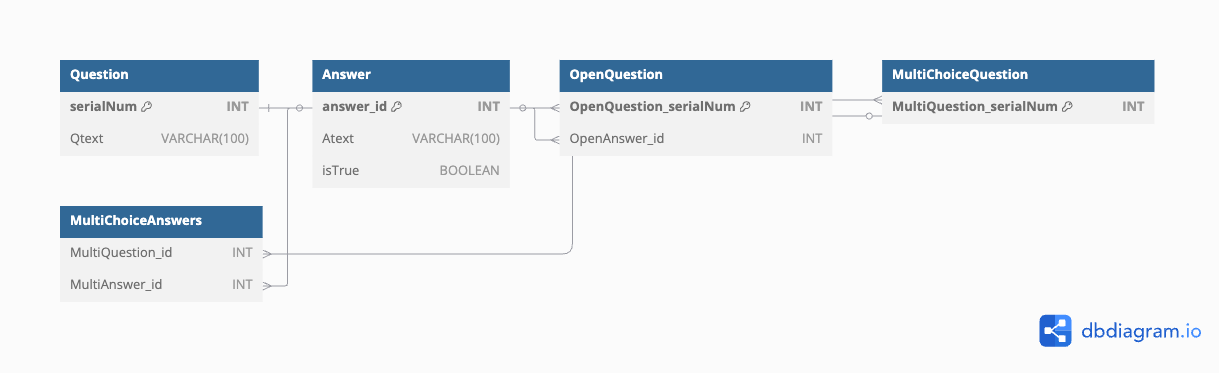 Question
serialNum INT
Qtext VARCHAR(100)
Answer
answer_id INT
Atext VARCHAR(100)
isTrue BOOLEAN
OpenQuestion
OpenQuestion_serialNum INT
OpenAnswer_id INT
MultiChoiceQuestion
MultiQuestion_serialNum INT
MultiChoiceAnswers
MultiQuestion_id INT
MultiAnswer_id INT
dbdiagram.io